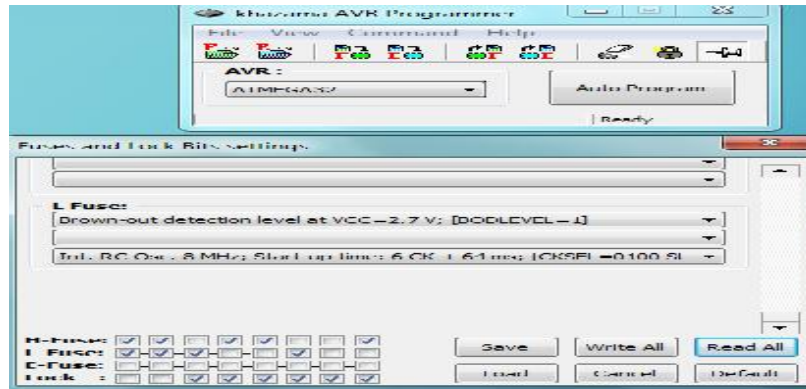 khazama AVR Programmer
File View Command Help
AVR :
ATMEGA32
Auto Program
Ready
Fuses and Lock Bits settings
L Fuse:
Brown-out detection level at VCC=2.7 V; [BODLEVEL=1]
Int. RC Osc. 8 MHz; Start-up time: 6 CK + 64 ms; [CKSEL=0100 SU
H-Fuse:
L Fuse:
E-Fuse:
Lock :
Save Write All Read All
Load Cancel Default